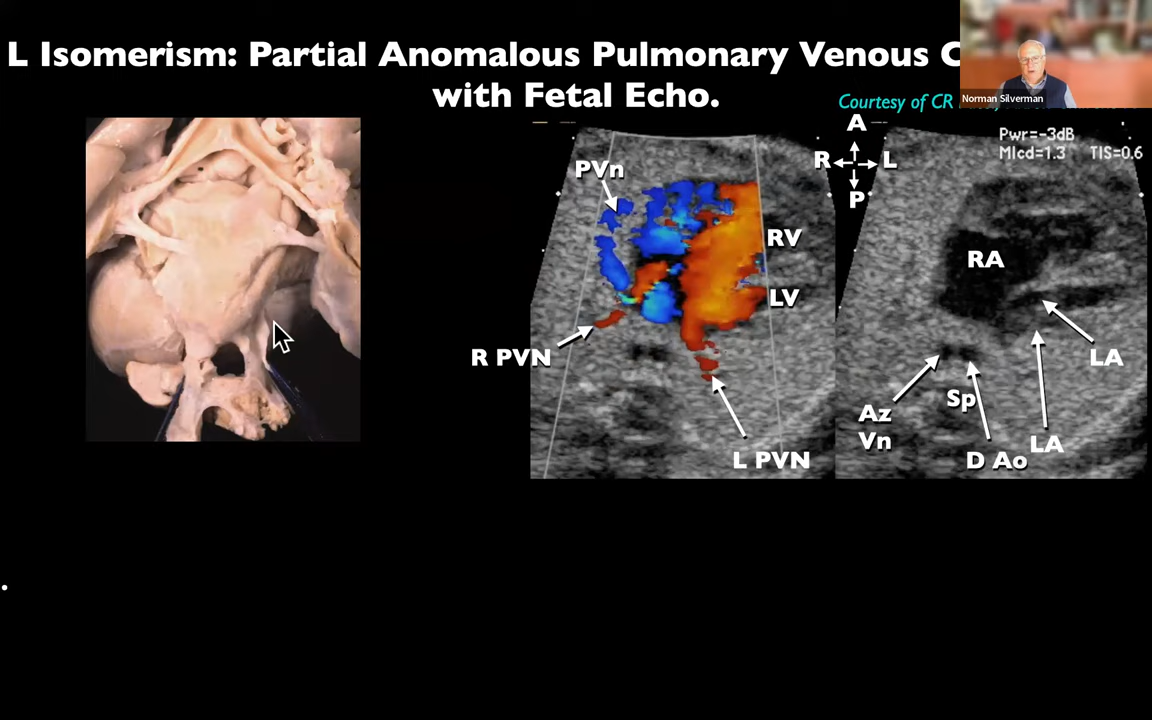 L Isomerism: Partial Anomalous Pulmonary Venous
with Fetal Echo.
Courtesy of CR
Norman Silverman
Pwr=-3dB
MIcd=1.3 TIS=0.6
A
R L
P
PVn
RV
LV
R PVN
L PVN
RA
LA
Az
Vn
Sp
D Ao
LA